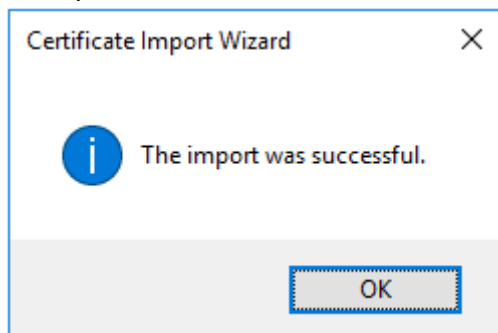 Certificate Import Wizard
The import was successful.
OK